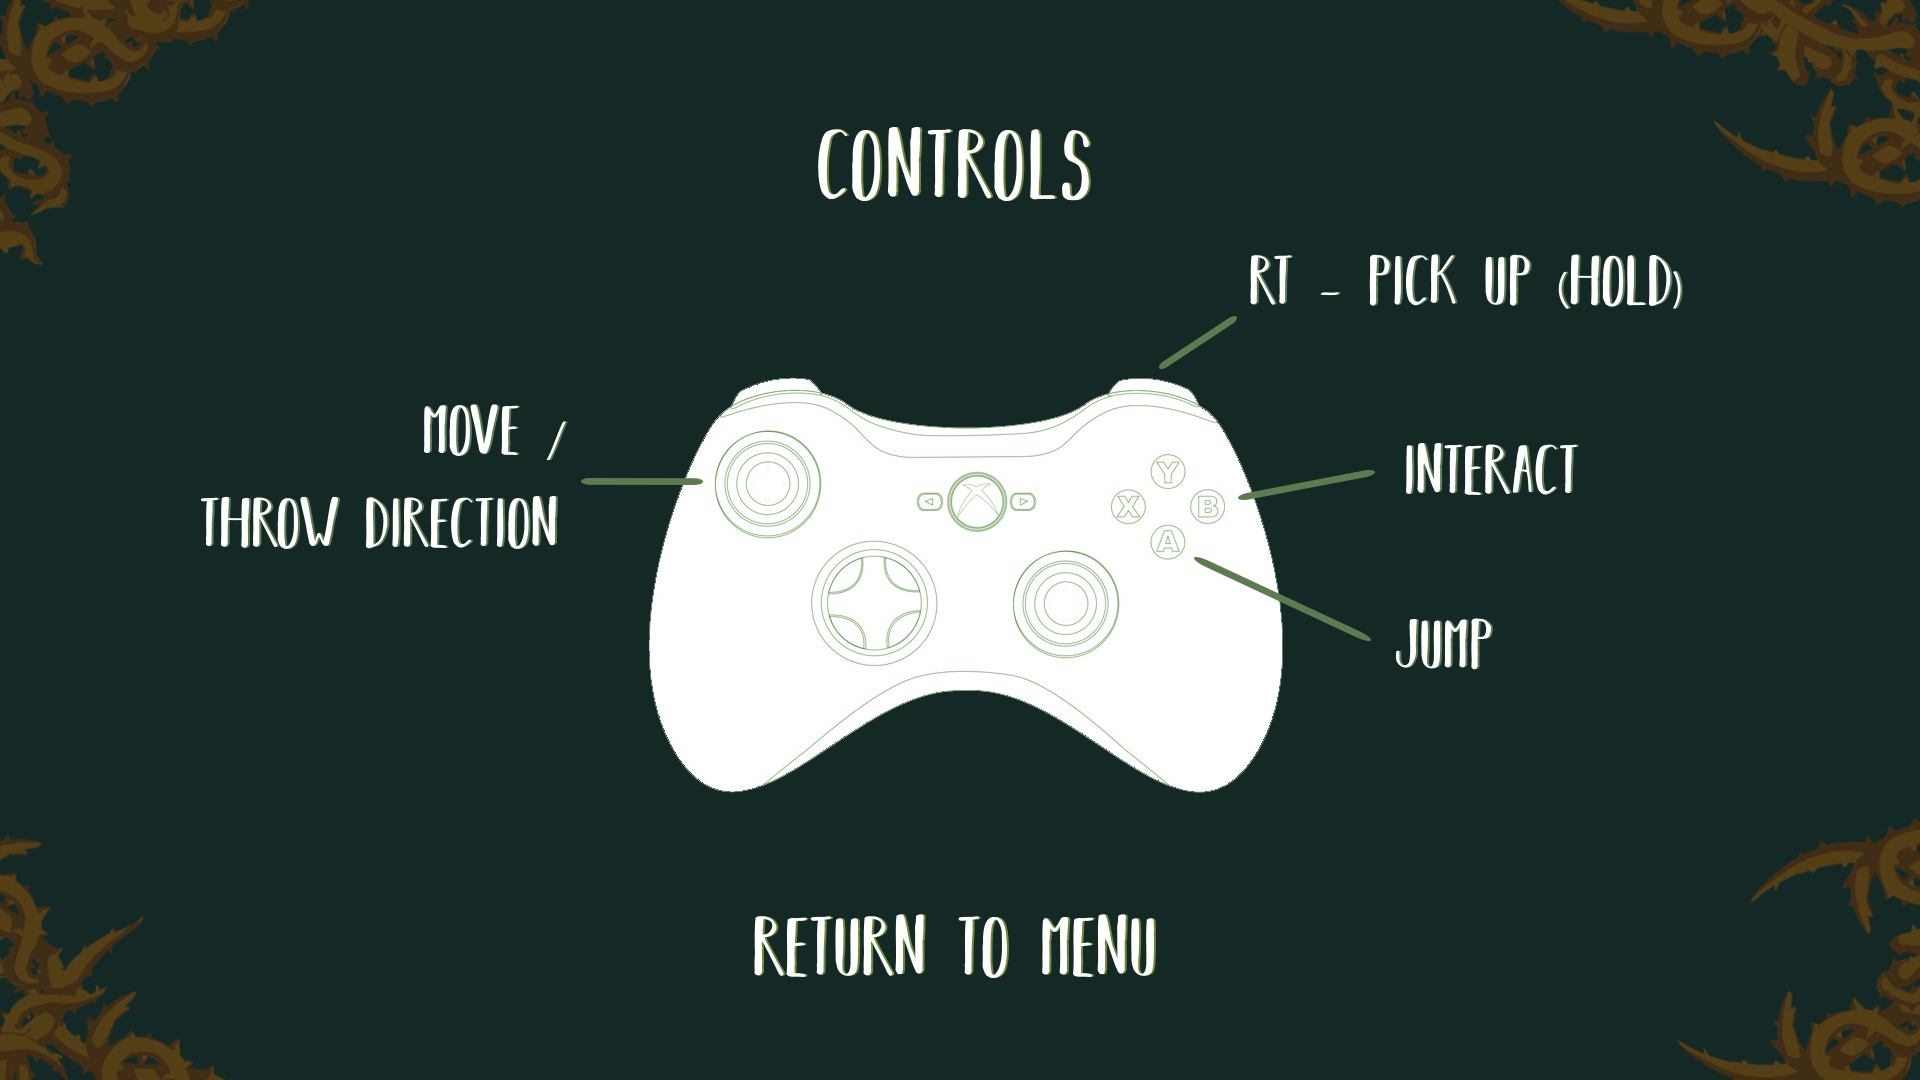 CONTROLS
RT - PICK UP (HOLD)
MOVE /
THROW DIRECTION
INTERACT
Y
X
B
A
JUMP
RETURN TO MENU